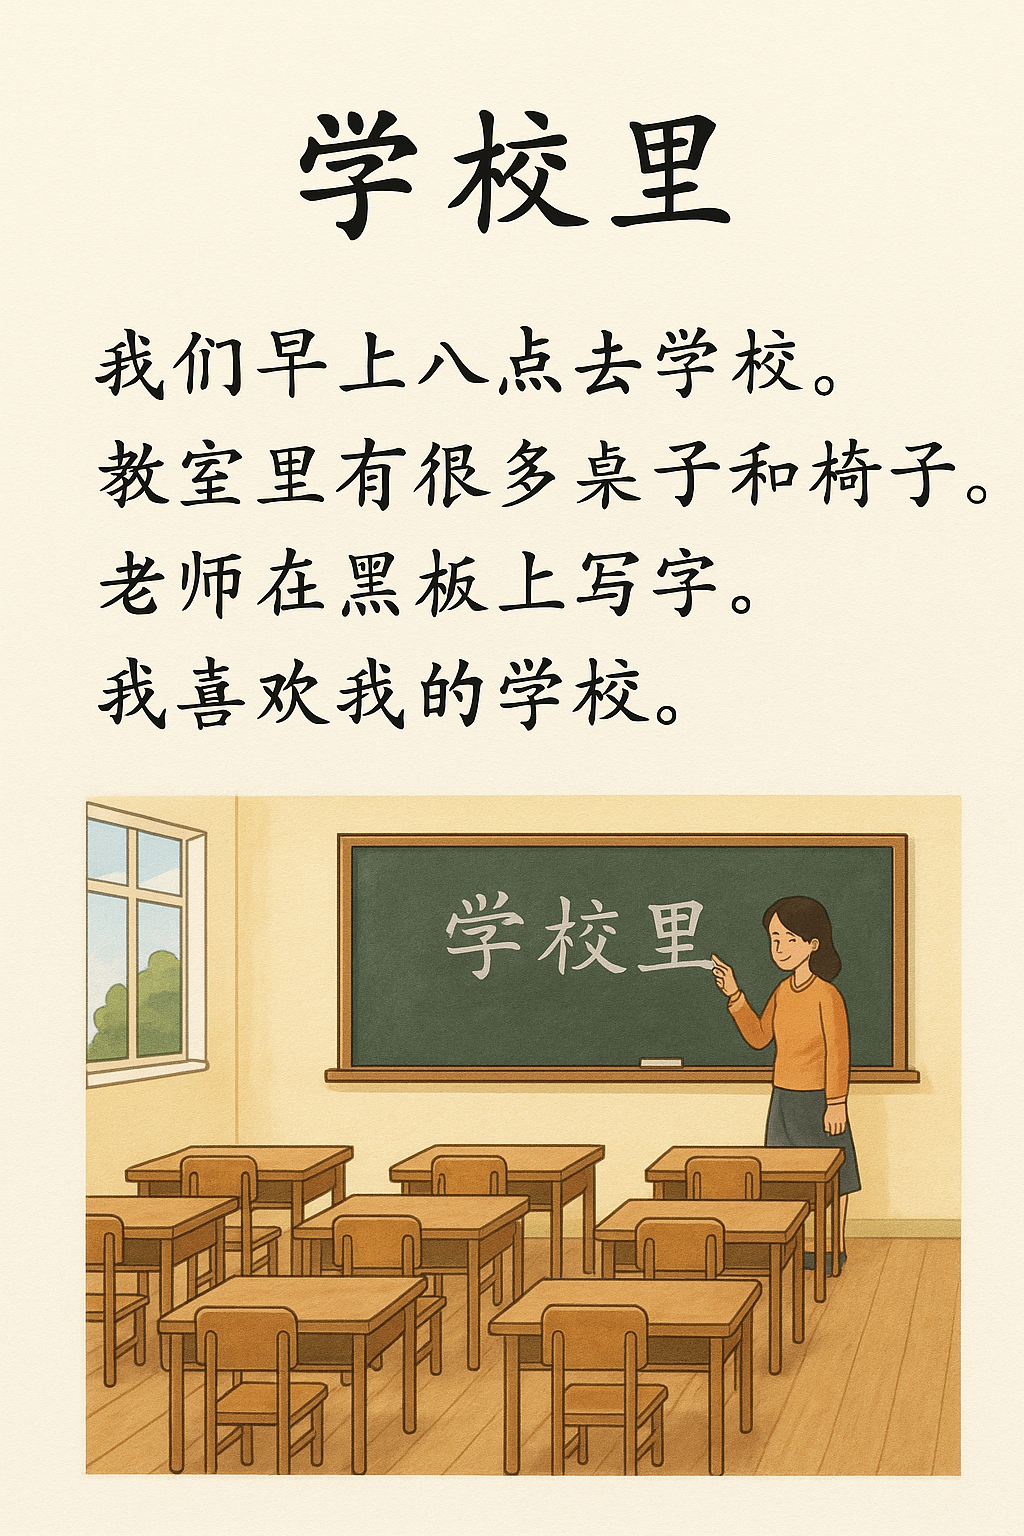 学校里
我们早上八点去学校。
教室里有很多桌子和椅子。
老师在黑板上写字。
我喜欢我的学校。
学校里